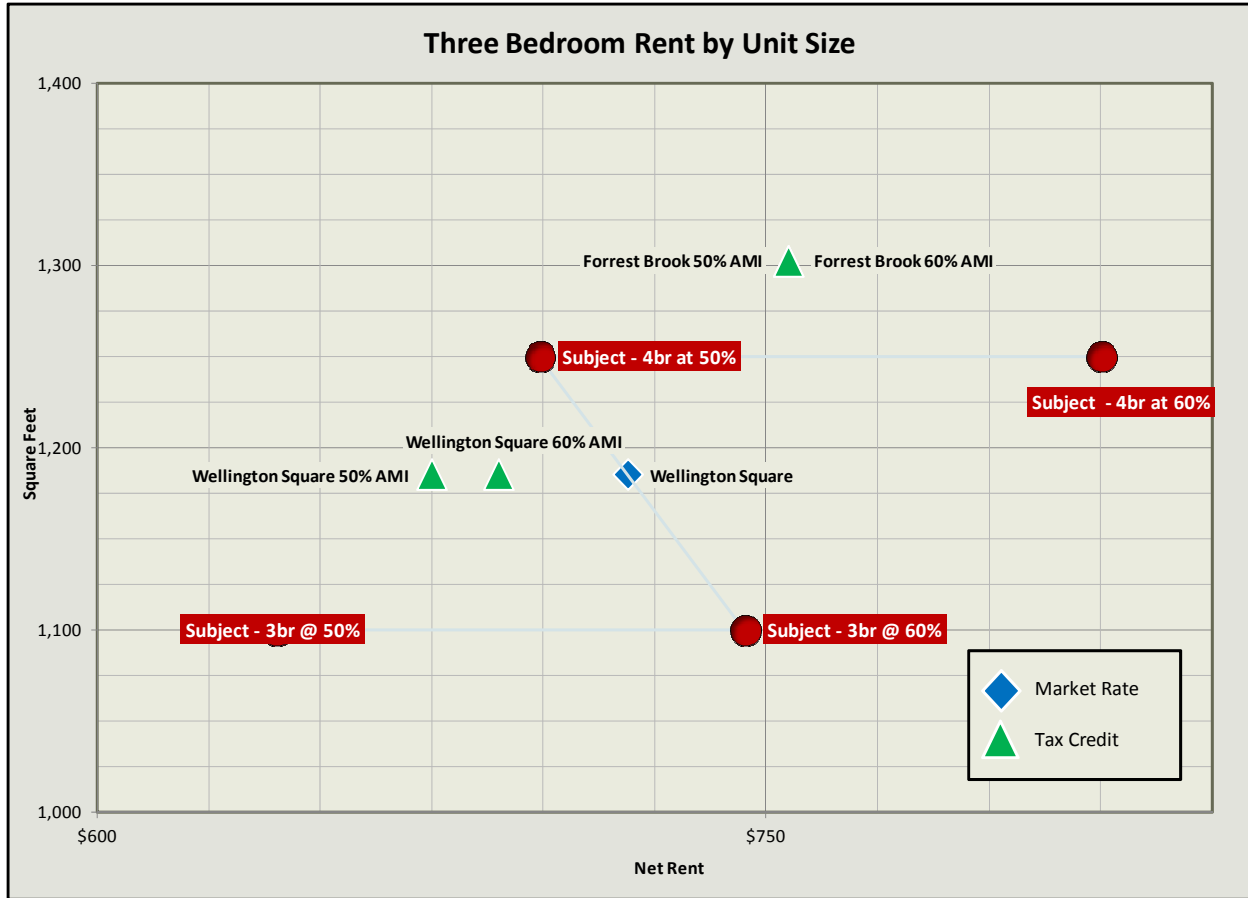 Three Bedroom Rent by Unit Size
1,400
1,300
Forrest Brook 50% AMI
Forrest Brook 60% AMI
Subject - 4br at 50%
Subject  - 4br at 60%
Square Feet
1,200
Wellington Square 60% AMI
Wellington Square 50% AMI
Wellington Square
1,100
Subject - 3br @ 50%
Subject - 3br @ 60%
Market Rate
Tax Credit
1,000
$600
$750
Net Rent